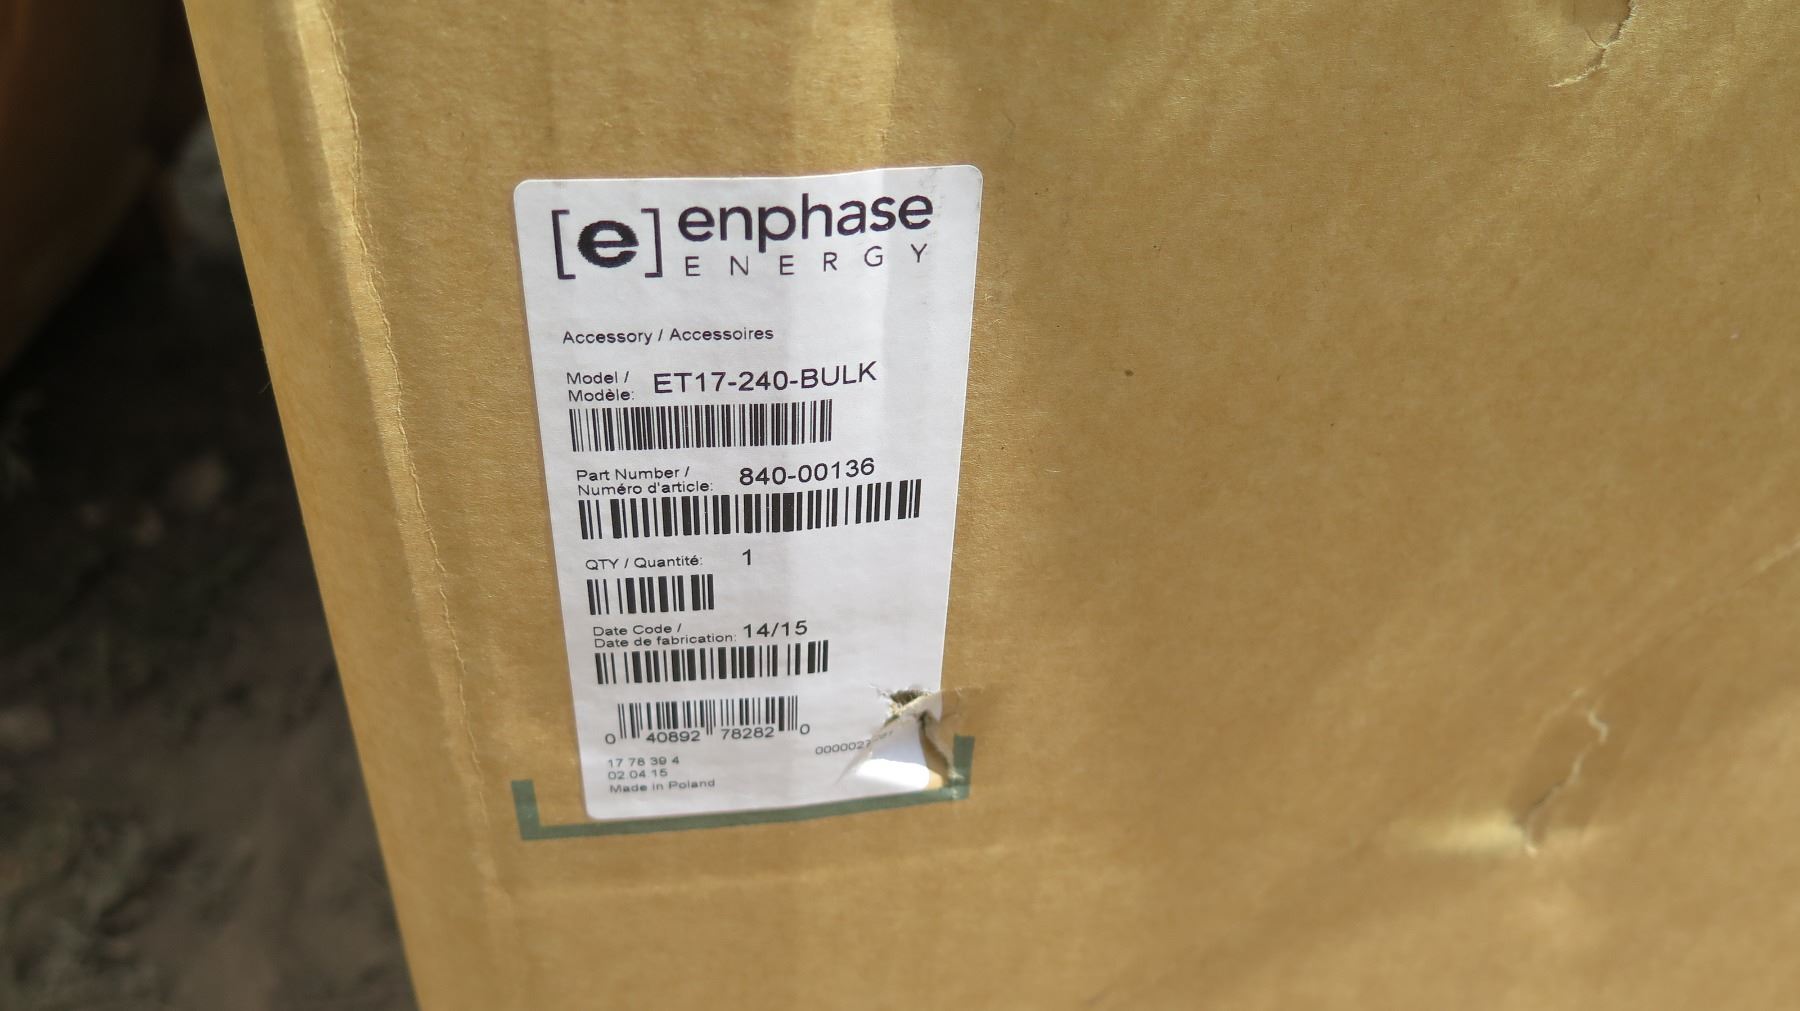 [e] enphase
ENERGY
Accessory / Accessoires
Model / Modèle: ET17-240-BULK
Part Number / Numéro d'article: 840-00136
QTY / Quantité: 1
Date Code / Date de fabrication: 14/15
0 40892 78282 0
17 78 39 4
02.04 15
Made in Poland